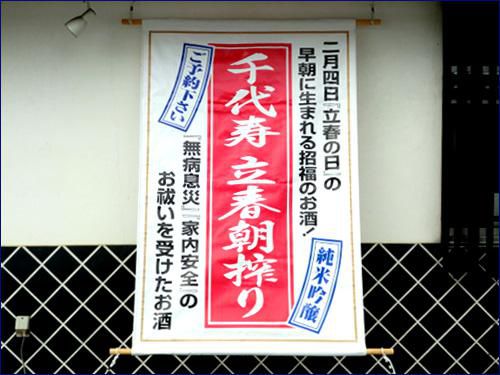 二月四日『立春の日』の
早朝に生まれる招福のお酒!
千代寿 立春朝搾り
ご予約下さい
純米吟醸
『無病息災』『家内安全』の
お祓いを受けたお酒